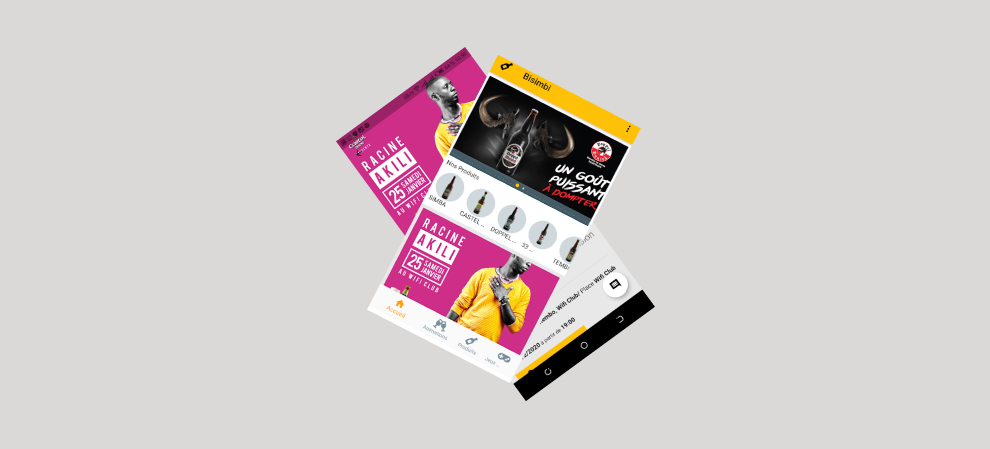 RACINE
AKILI
25 SAMEDI
JANVIER
AU WIFI CLUB
Bisimbi
UN GOÛT
PUISSANT
À DOMPTER
Nos Produits
SIMBA
CASTEL ...
DOPPEL ...
33 ...
TEMB
RACINE
AKILI
25 SAMEDI
JANVIER
AU WIFI CLUB
Accueil
Animations
Produits
Jeux ...
Wifi Club/ Place Wifi Club
/2020 à partir de 19:00